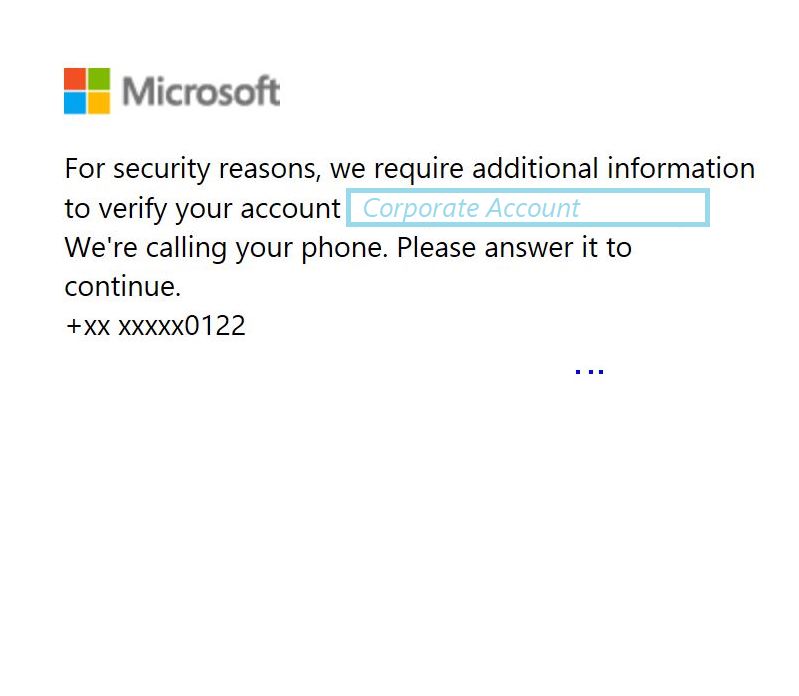 Microsoft
For security reasons, we require additional information
to verify your account Corporate Account
We're calling your phone. Please answer it to
continue.
+xx xxxxx0122